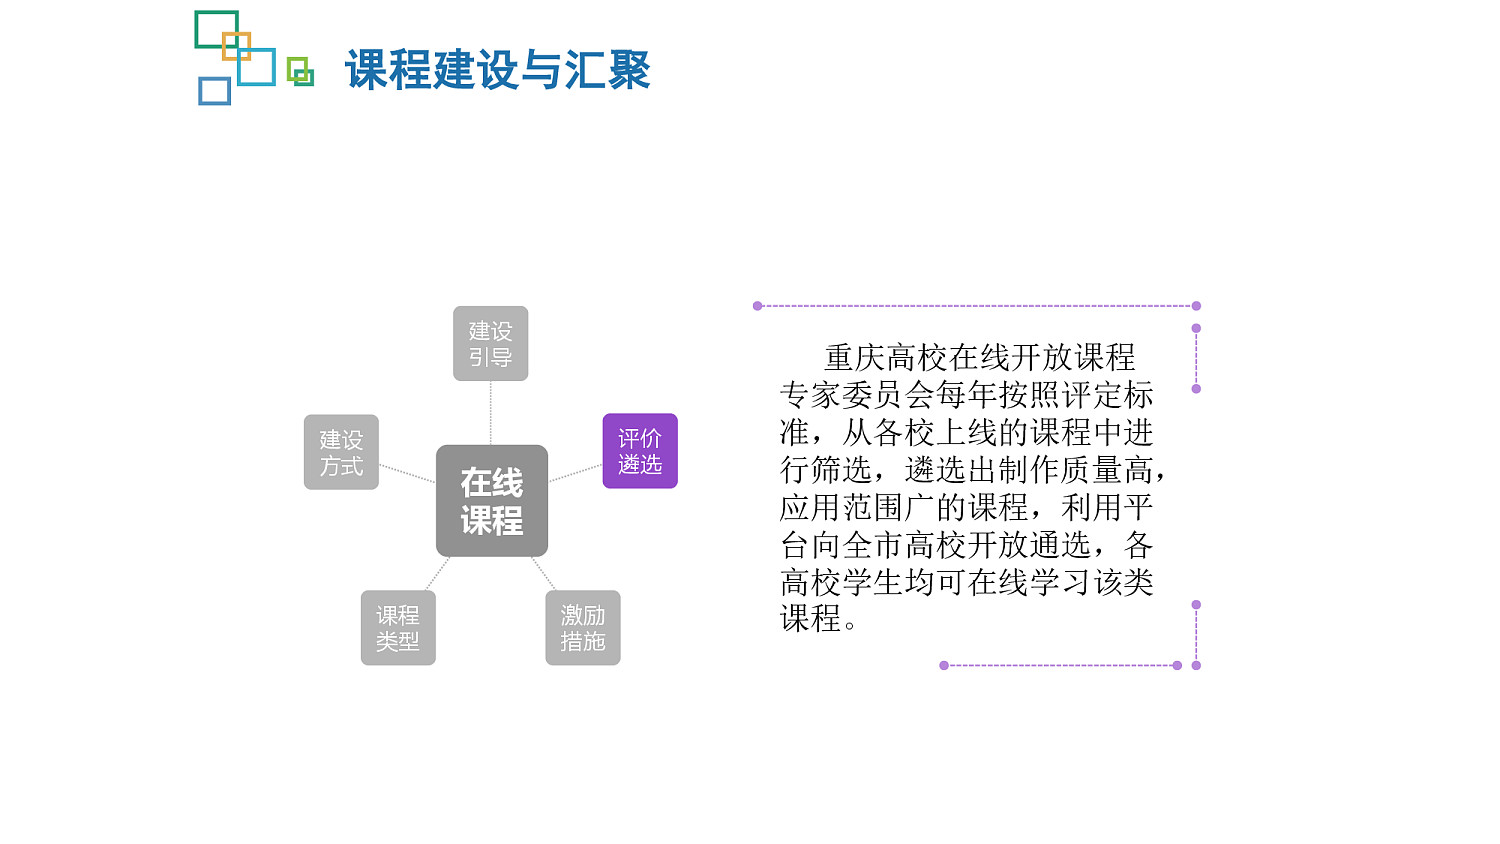 课程建设与汇聚
建设
引导
建设
方式
评价
遴选
在线
课程
课程
类型
激励
措施
重庆高校在线开放课程
专家委员会每年按照评定标
准，从各校上线的课程中进
行筛选，遴选出制作质量高，
应用范围广的课程，利用平
台向全市高校开放通选，各
高校学生均可在线学习该类
课程。